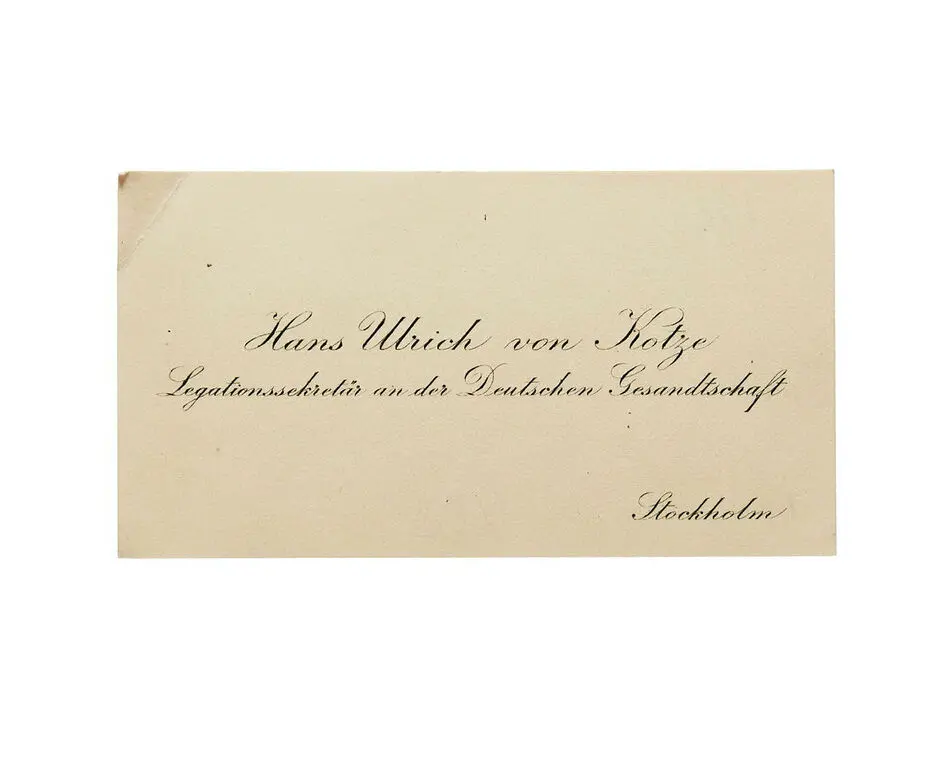 Hans Ulrich von Kotze
Legationssekretär an der Deutschen Gesandtschaft
Stockholm